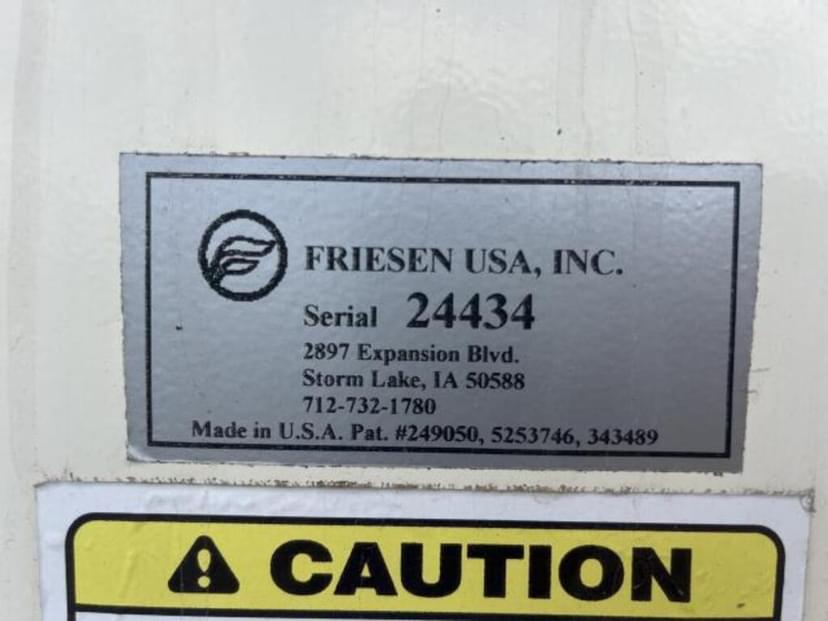 FRIESEN USA, INC.
Serial 24434
2897 Expansion Blvd.
Storm Lake, IA 50588
712-732-1780
Made in U.S.A. Pat. #249050, 5253746, 343489
CAUTION